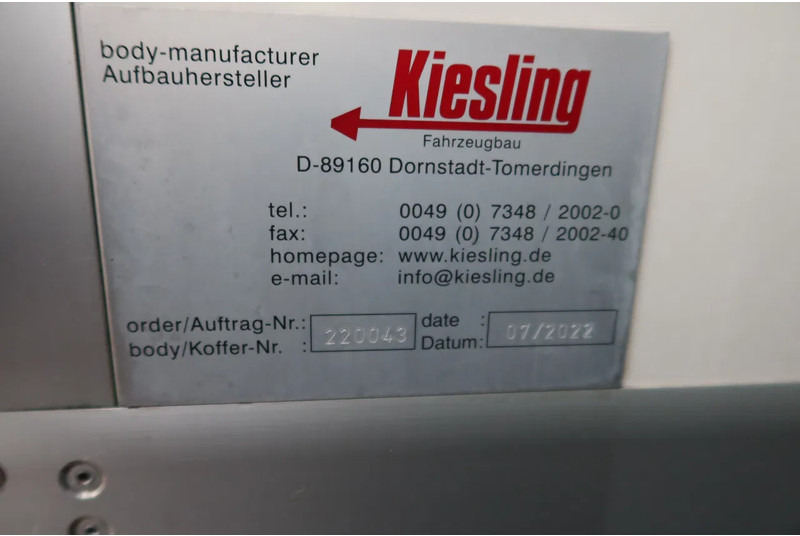 body-manufacturer
Aufbauhersteller
Kiesling
Fahrzeugbau
D-89160 Dornstadt-Tomerdingen
tel.: 0049 (0) 7348 / 2002-0
fax: 0049 (0) 7348 / 2002-40
homepage: www.kiesling.de
e-mail: info@kiesling.de
order/Auftrag-Nr.: 220043 date : 07/2022
body/Koffer-Nr. : Datum: